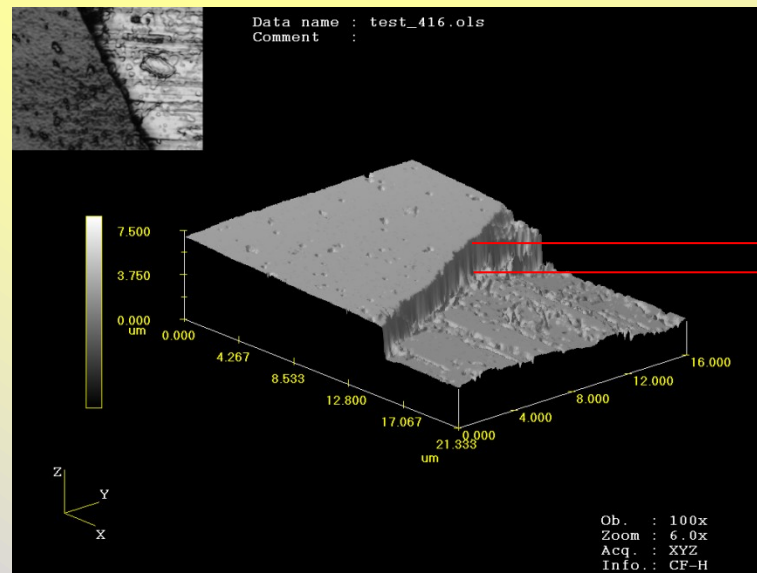 Data name : test_416.ols
Comment :
7.500
3.750
0.000
um
0.000
4.267
8.533
12.800
17.067
21.333
um
0.000
4.000
8.000
12.000
16.000
Z
Y
X
Ob. : 100x
Zoom : 6.0x
Acq. : XYZ
Info.: CF-H